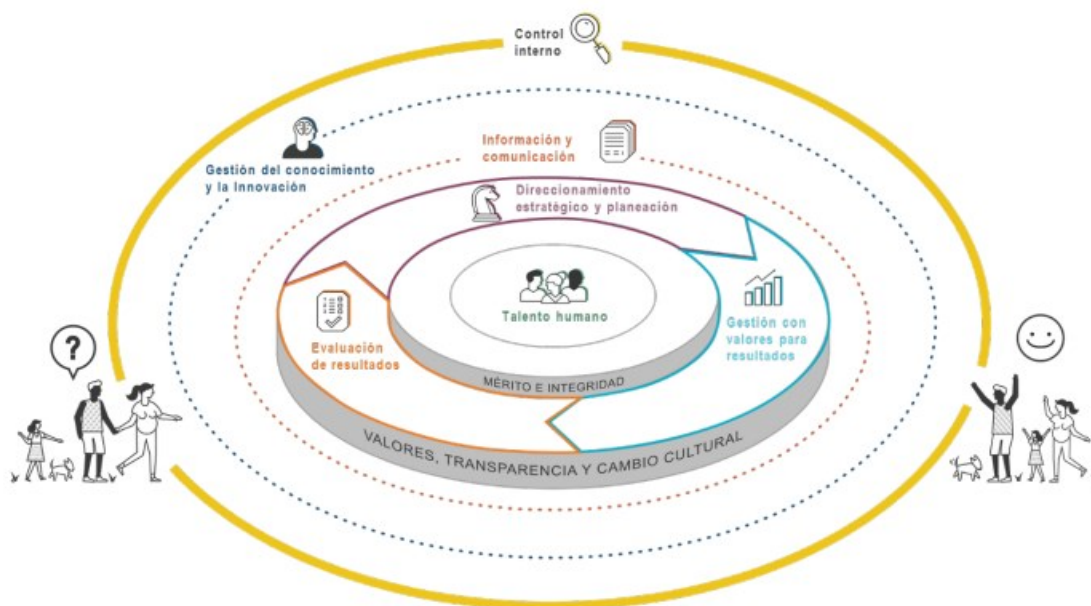 Control
interno
Información y
comunicación
Gestión del conocimiento
y la Innovación
Direccionamiento
estratégico y planeación
Talento humano
Gestión con
valores para
resultados
Evaluación
de resultados
MÉRITO E INTEGRIDAD
VALORES, TRANSPARENCIA Y CAMBIO CULTURAL
?